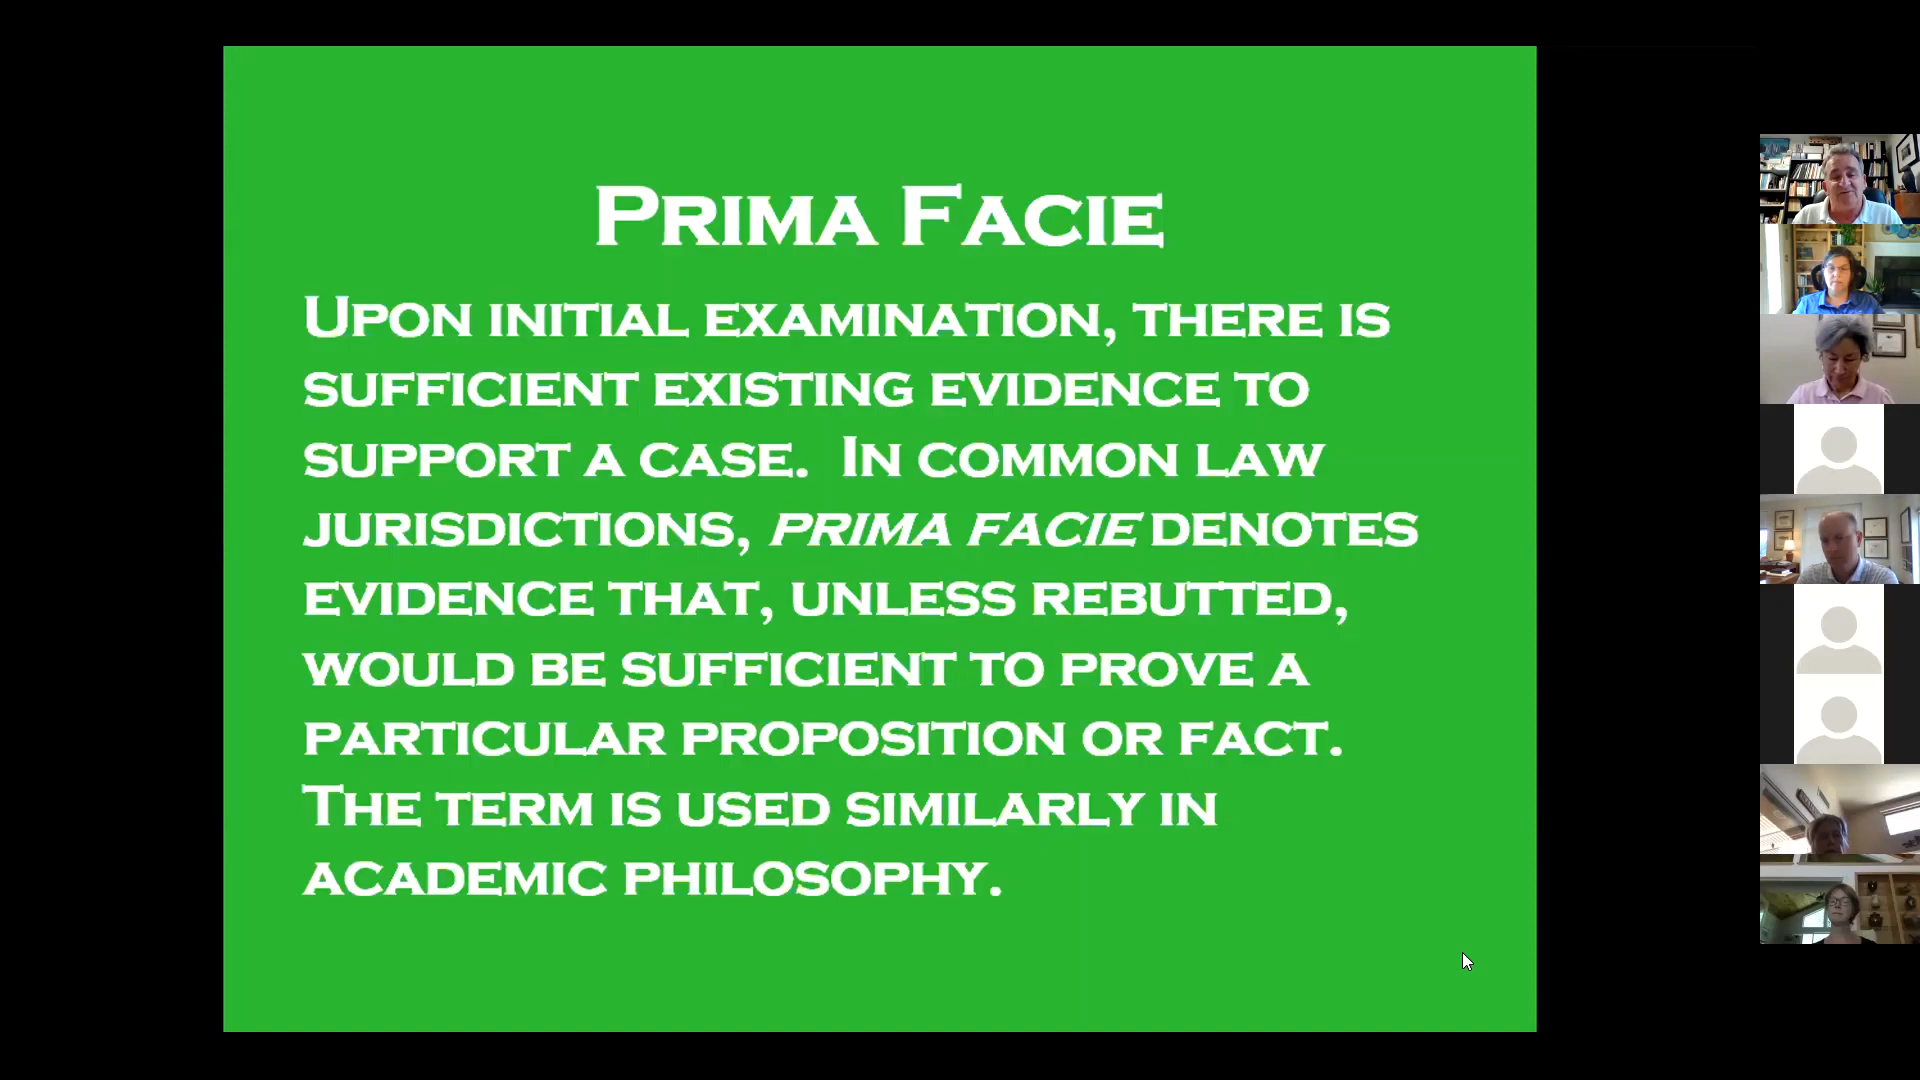 Prima Facie
Upon initial examination, there is
sufficient existing evidence to
support a case.  In common law
jurisdictions, prima facie denotes
evidence that, unless rebutted,
would be sufficient to prove a
particular proposition or fact.
The term is used similarly in
academic philosophy.